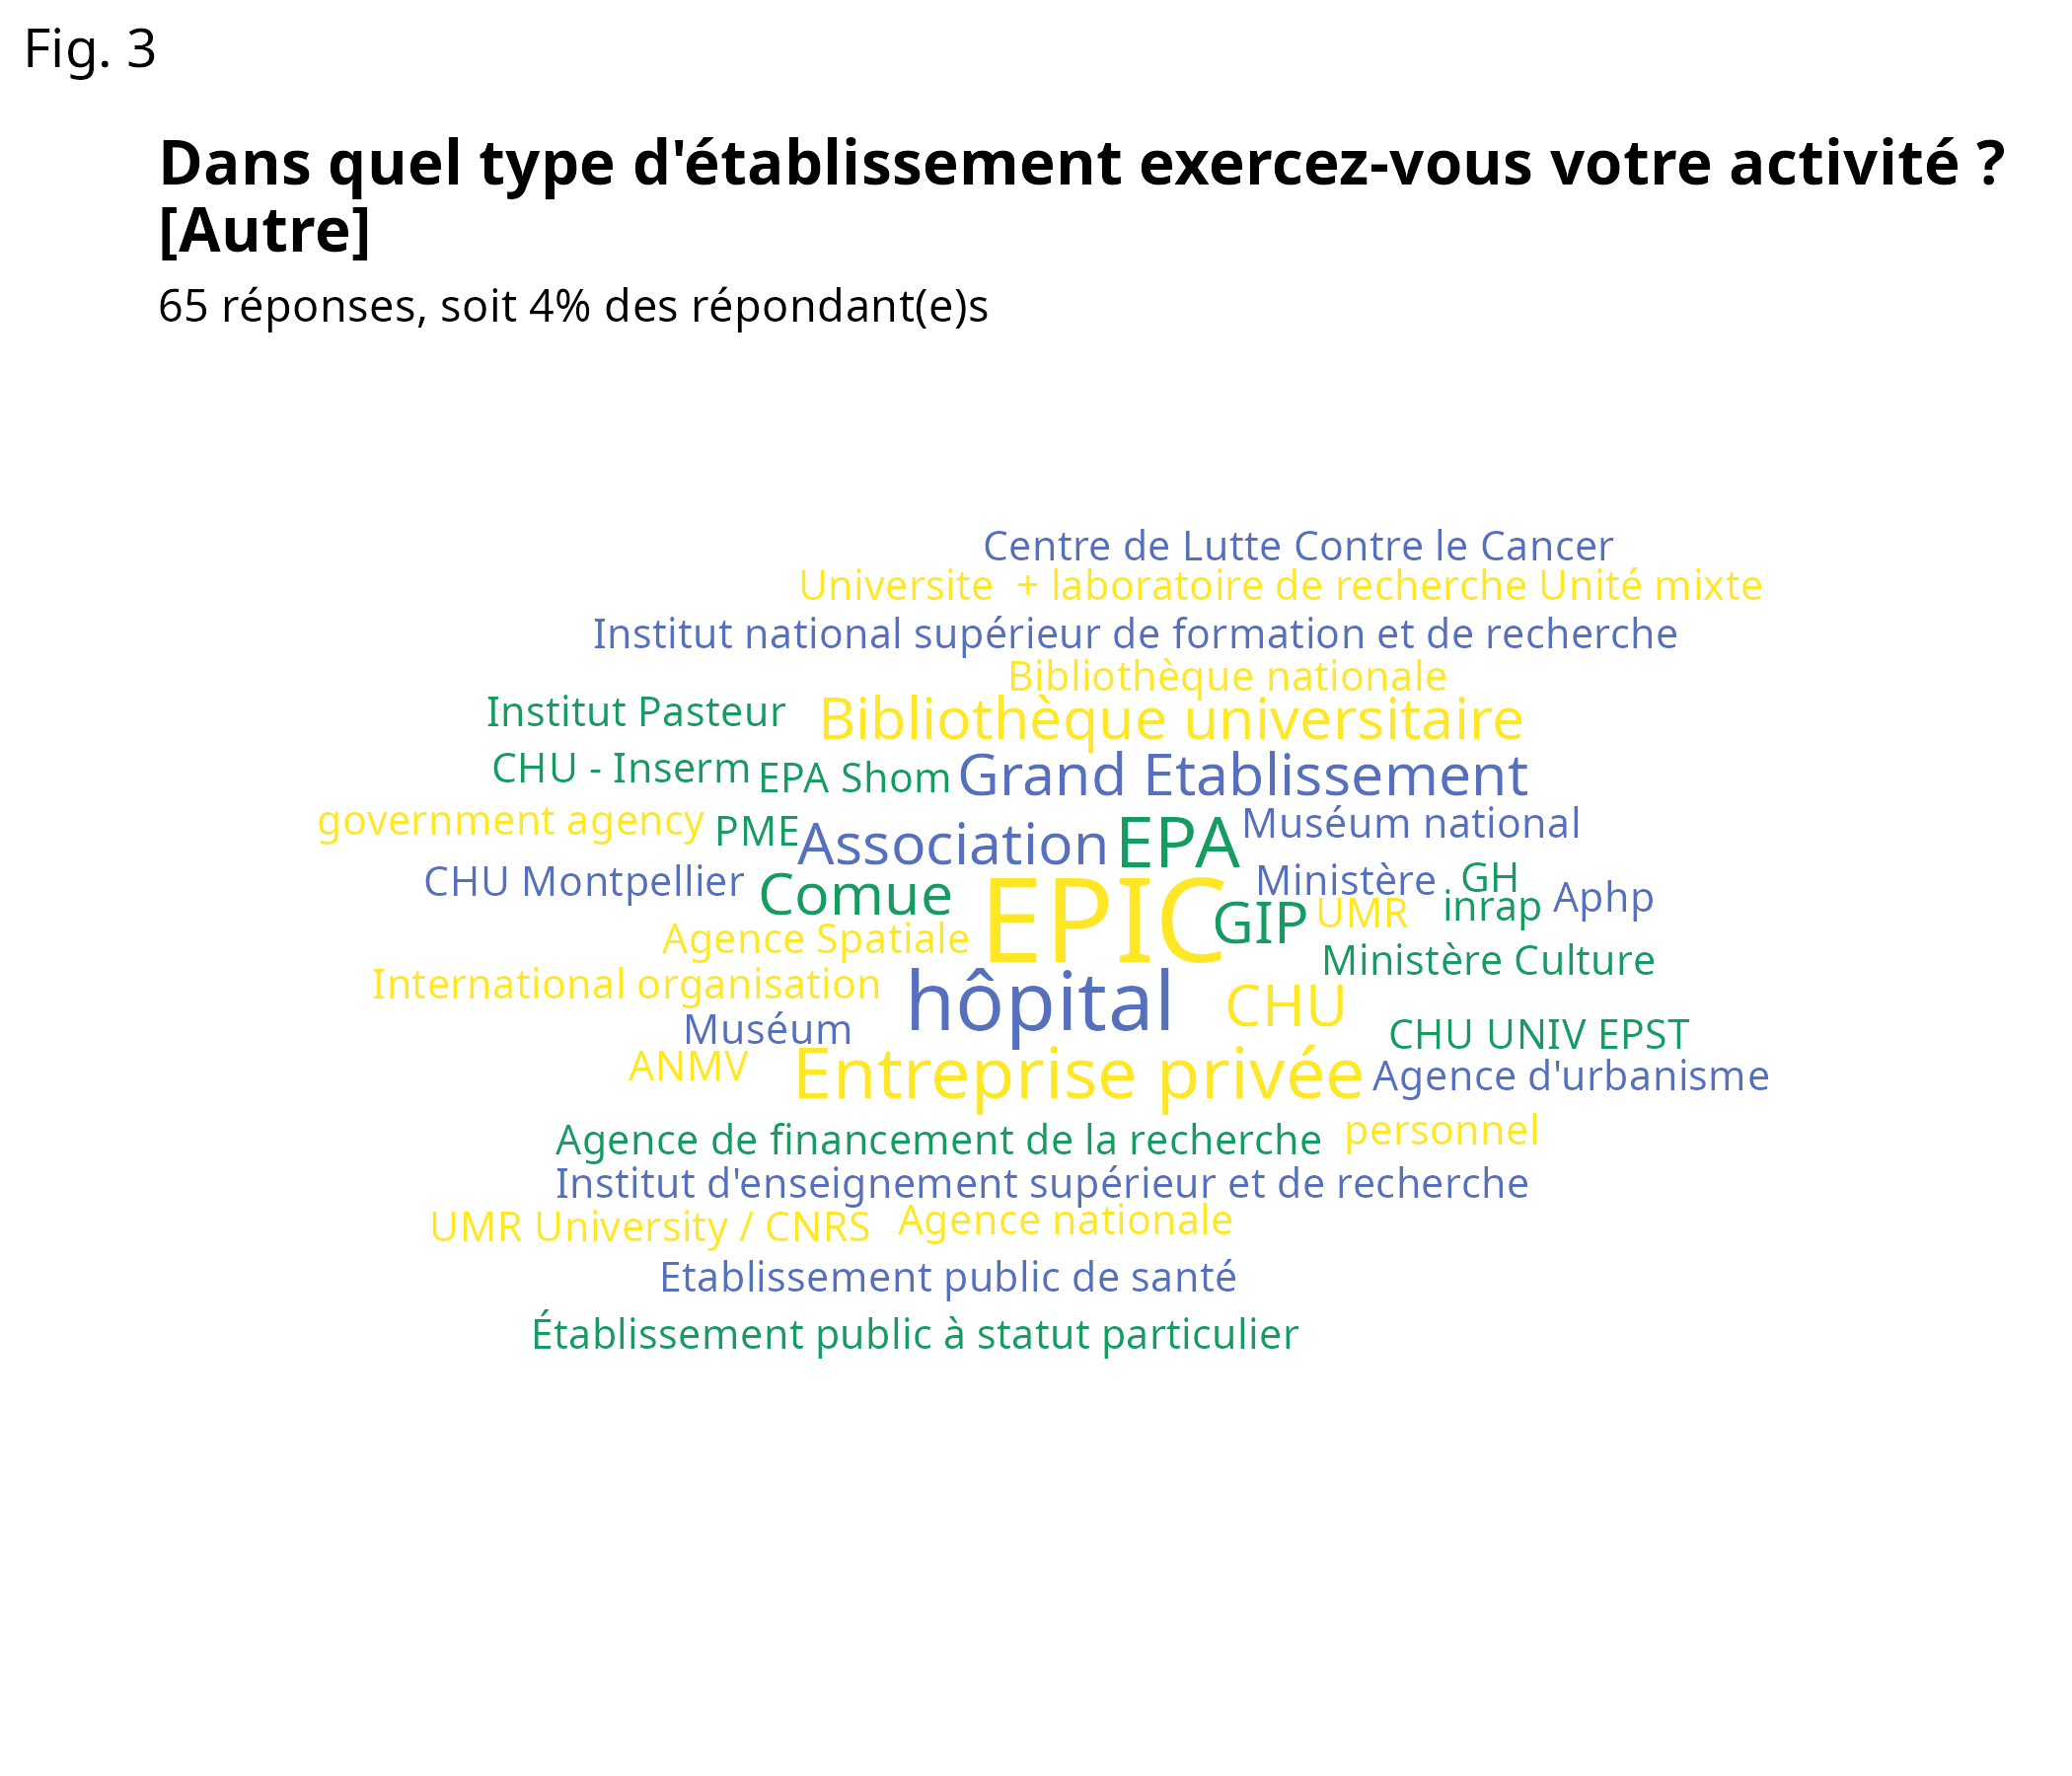 Fig. 3
Dans quel type d'établissement exercez-vous votre activité ?
[Autre]
65 réponses, soit 4% des répondant(e)s
Centre de Lutte Contre le Cancer
Universite  + laboratoire de recherche Unité mixte
Institut national supérieur de formation et de recherche
Bibliothèque nationale
Institut Pasteur Bibliothèque universitaire
CHU - Inserm EPA Shom Grand Etablissement
government agency PME Association EPA Muséum national
CHU Montpellier Comue EPIC Ministère GH
GIP UMR inrap Aphp
Agence Spatiale Ministère Culture
International organisation hôpital CHU
Muséum CHU UNIV EPST
ANMV Entreprise privée Agence d'urbanisme
Agence de financement de la recherche personnel
Institut d'enseignement supérieur et de recherche
UMR University / CNRS Agence nationale
Etablissement public de santé
Établissement public à statut particulier